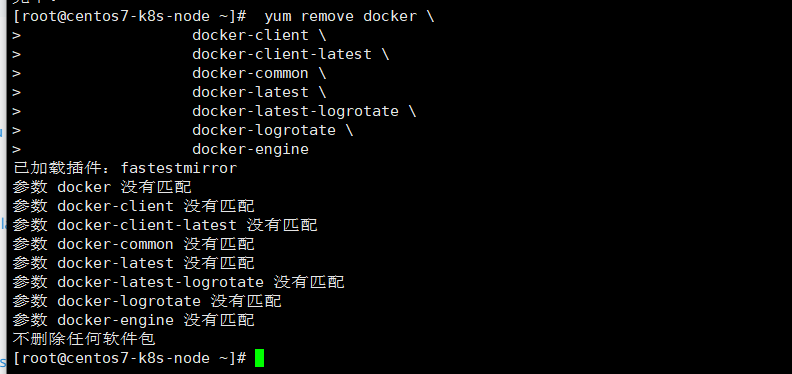 [root@centos7-k8s-node ~]#  yum remove docker \
>                   docker-client \
>                   docker-client-latest \
>                   docker-common \
>                   docker-latest \
>                   docker-latest-logrotate \
>                   docker-logrotate \
>                   docker-engine
已加载插件：fastestmirror
参数 docker 没有匹配
参数 docker-client 没有匹配
参数 docker-client-latest 没有匹配
参数 docker-common 没有匹配
参数 docker-latest 没有匹配
参数 docker-latest-logrotate 没有匹配
参数 docker-logrotate 没有匹配
参数 docker-engine 没有匹配
不删除任何软件包
[root@centos7-k8s-node ~]#